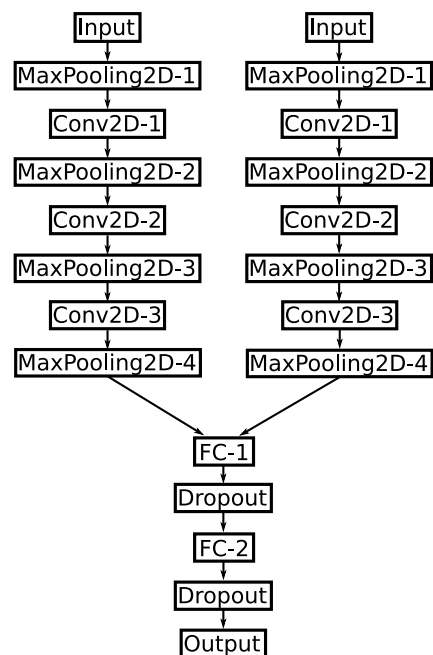 Input
MaxPooling2D-1
Conv2D-1
MaxPooling2D-2
Conv2D-2
MaxPooling2D-3
Conv2D-3
MaxPooling2D-4
Input
MaxPooling2D-1
Conv2D-1
MaxPooling2D-2
Conv2D-2
MaxPooling2D-3
Conv2D-3
MaxPooling2D-4
FC-1
Dropout
FC-2
Dropout
Output